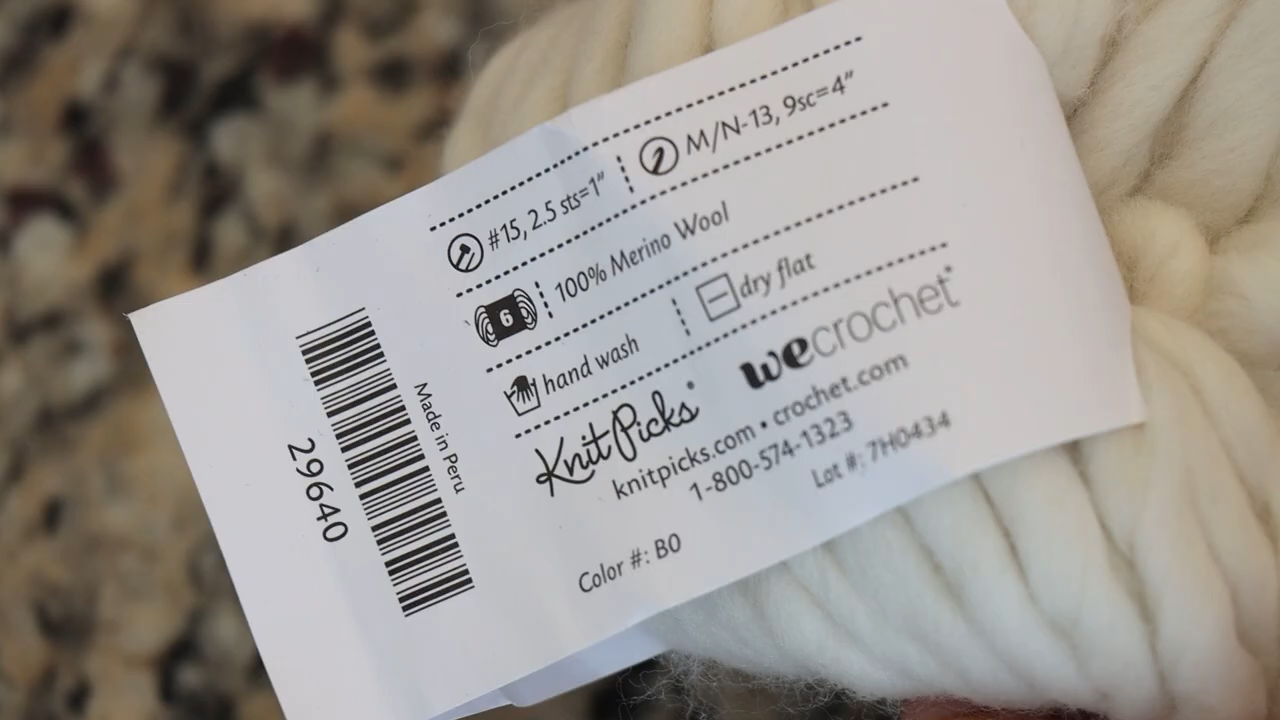 #15, 2.5 sts=1" M/N-13, 9sc=4"
6 100% Merino Wool
hand wash dry flat
KnitPicks® wecrochet®
knitpicks.com • crochet.com
1-800-574-1323
Lot #: 7H0434
Color #: B0
Made in Peru
29640